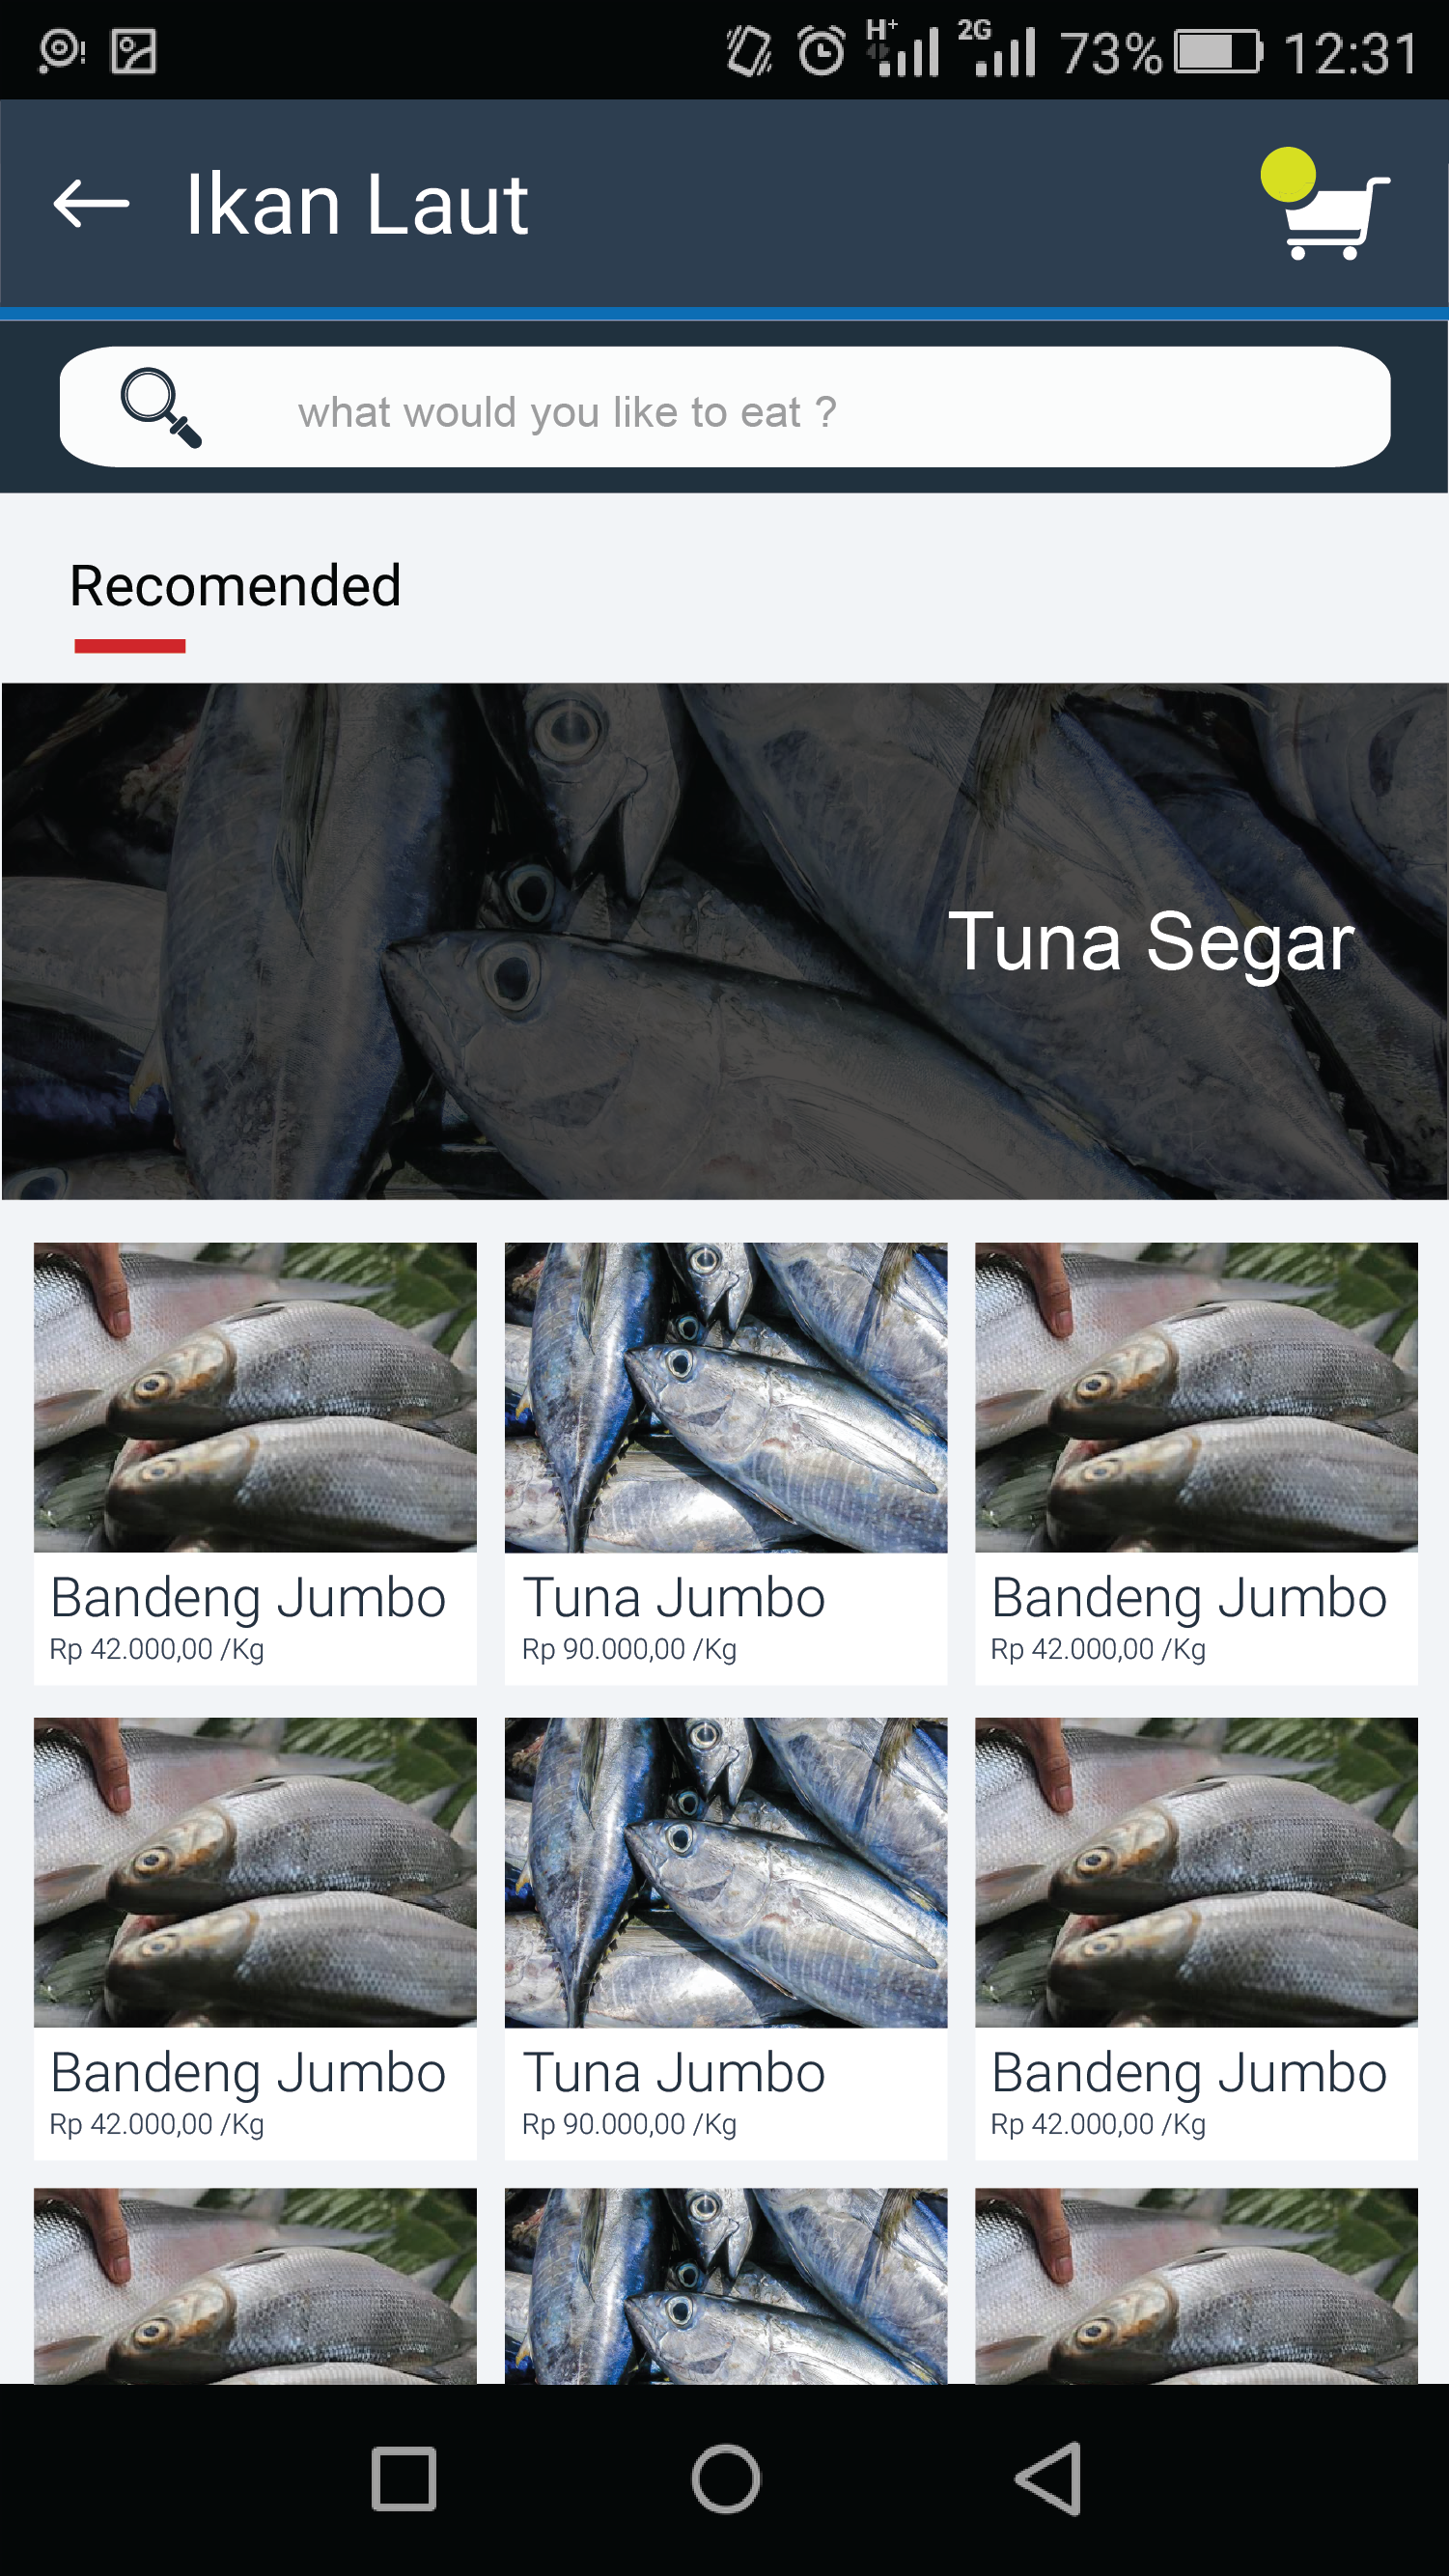 H+ 2G 73% 12:31
Ikan Laut
what would you like to eat ?
Recomended
Tuna Segar
Bandeng Jumbo Tuna Jumbo Bandeng Jumbo
Rp 42.000,00 /Kg Rp 90.000,00 /Kg Rp 42.000,00 /Kg
Bandeng Jumbo Tuna Jumbo Bandeng Jumbo
Rp 42.000,00 /Kg Rp 90.000,00 /Kg Rp 42.000,00 /Kg